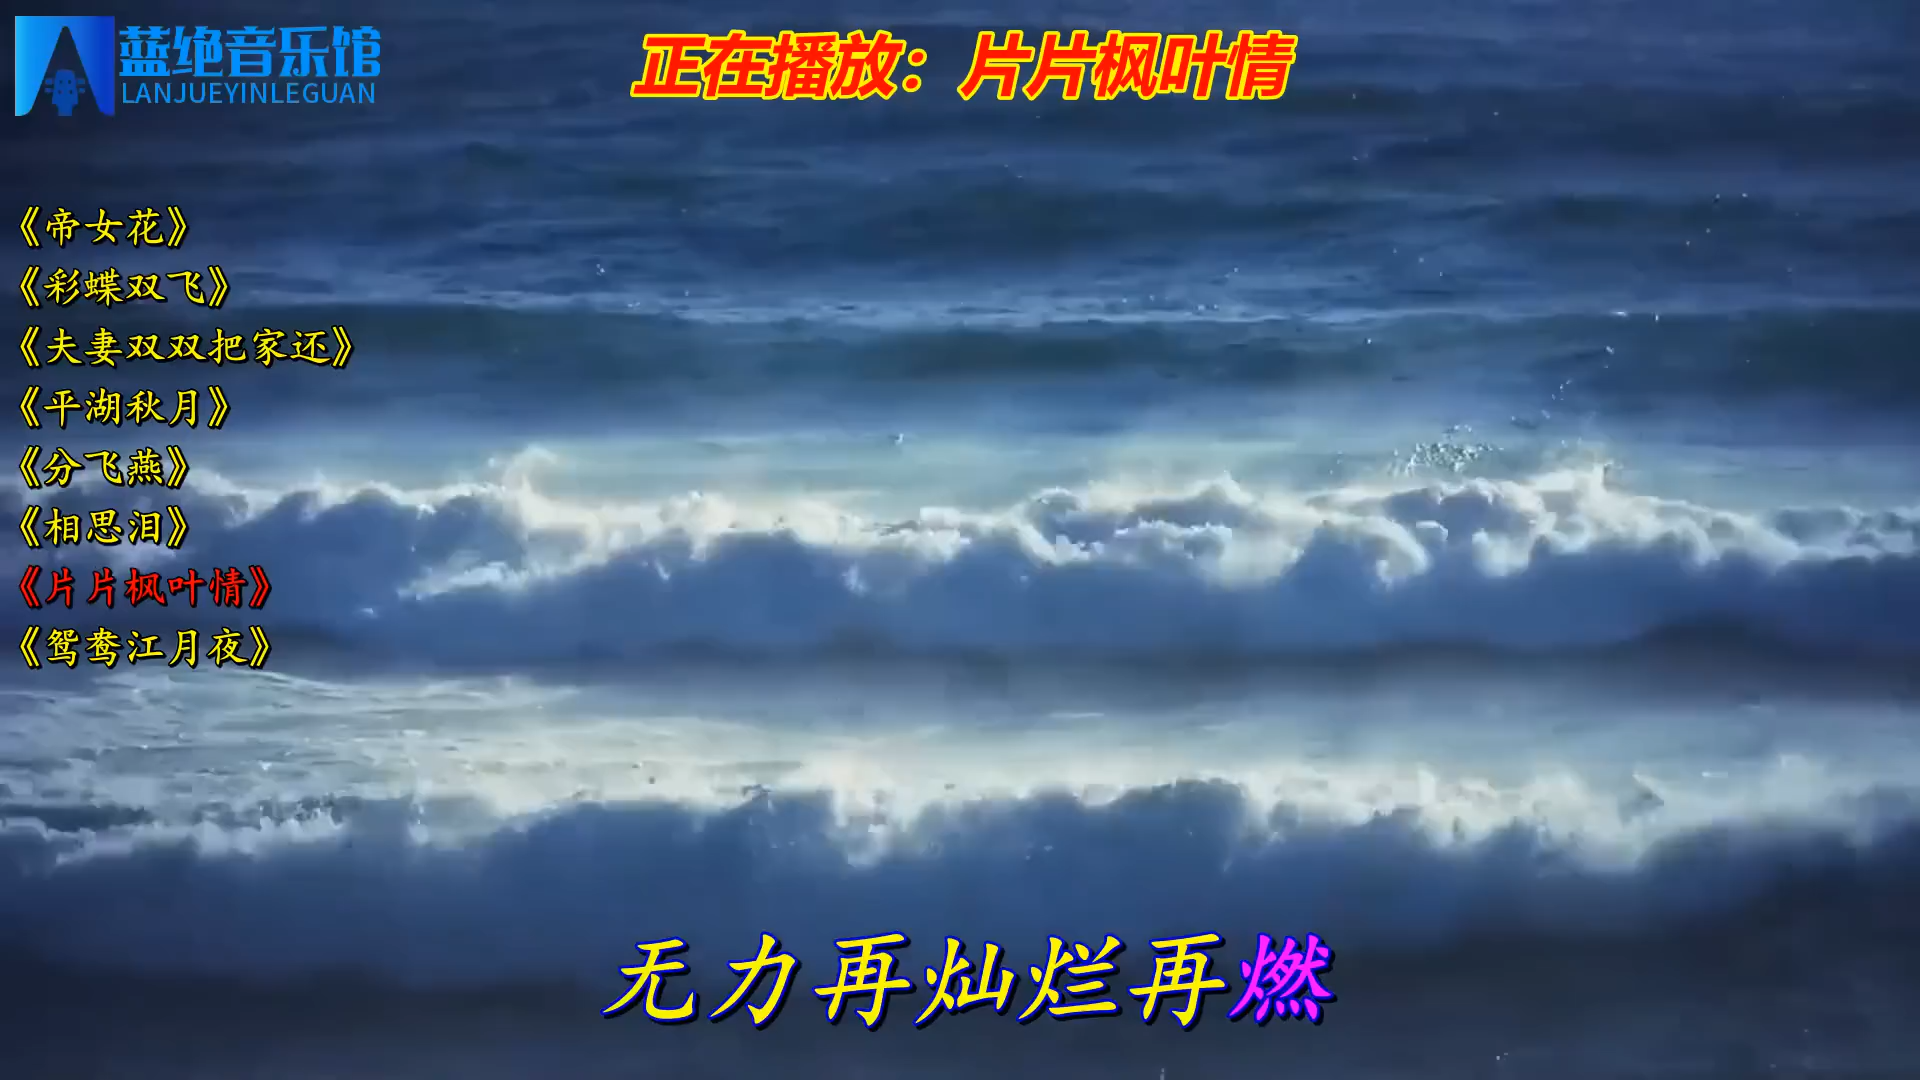 蓝绝音乐馆
LANJUEYINLEGUAN
正在播放：片片枫叶情
《帝女花》
《彩蝶双飞》
《夫妻双双把家还》
《平湖秋月》
《分飞燕》
《相思泪》
《片片枫叶情》
《鸳鸯江月夜》
无力再灿烂再燃